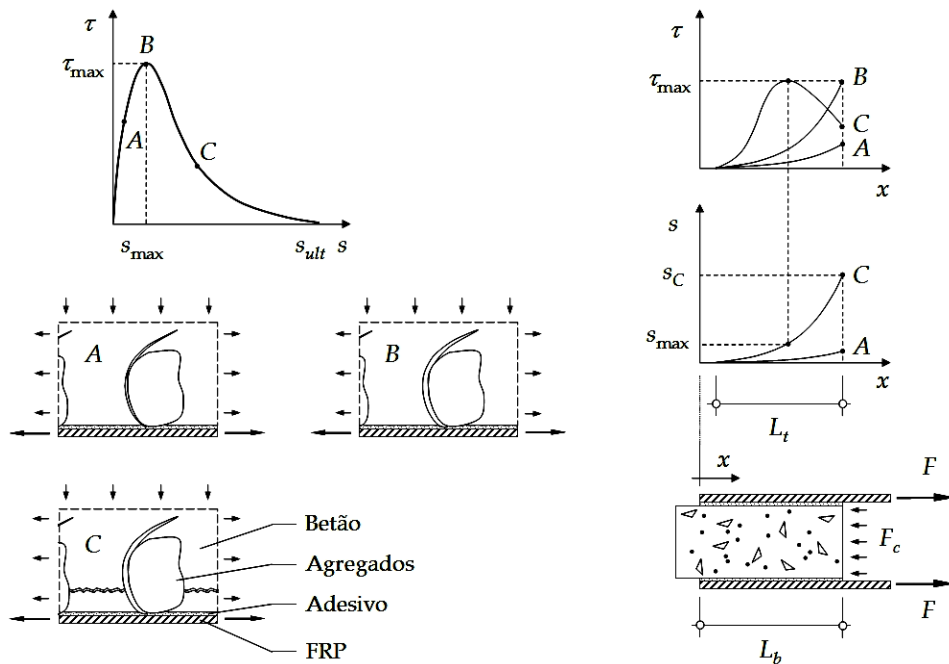 τ
B
τmax
A
C
smax
sult
s
A
B
C
Betão
Agregados
Adesivo
FRP
τ
τmax
B
C
A
x
s
sC
C
smax
A
x
Lt
x
F
Fc
F
Lb